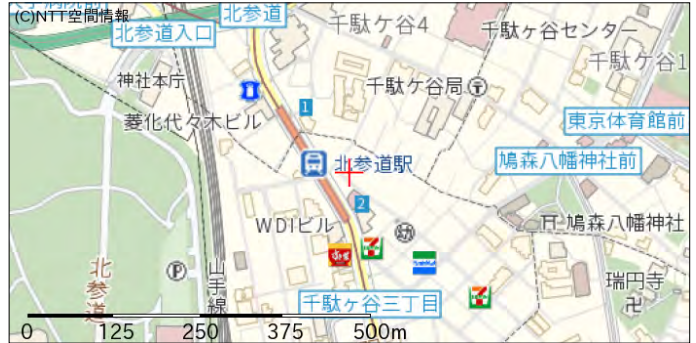 (C)NTT空間情報
北参道
北参道入口
千駄ケ谷4
千駄ヶ谷センター
千駄ケ谷1
神社本庁
千駄ケ谷局
1
菱化代々木ビル
東京体育館前
北参道駅
鳩森八幡神社前
2
WDIビル
鳩森八幡神社
北参道
山手線
瑞円寺
千駄ヶ谷三丁目
0 125 250 375 500m